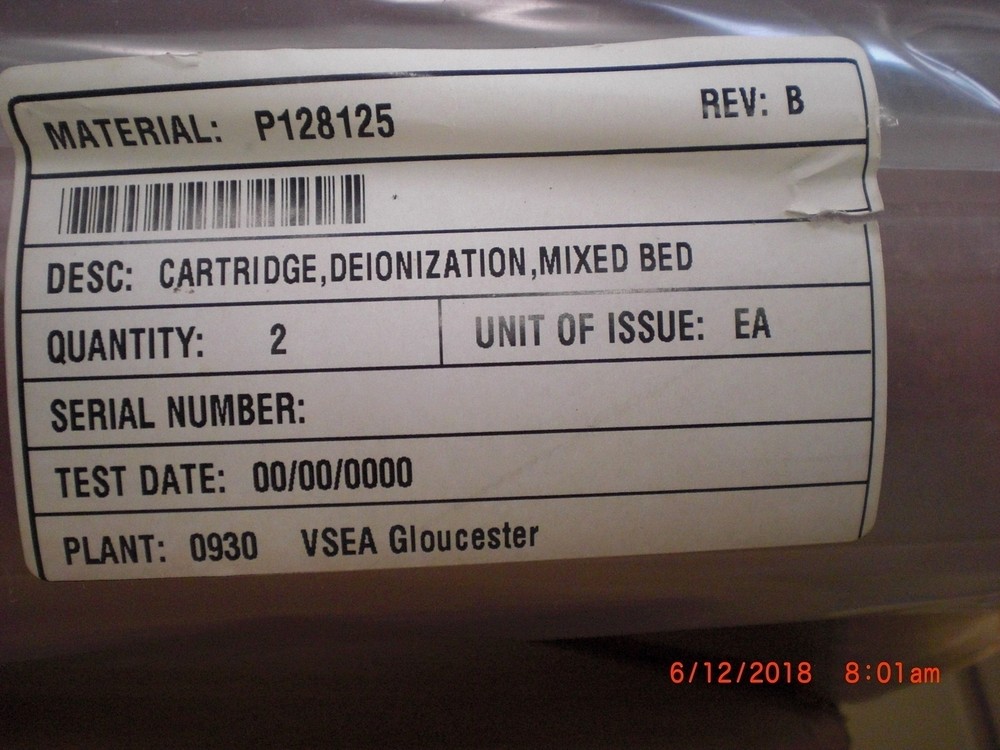 MATERIAL: P128125 REV: B
DESC: CARTRIDGE,DEIONIZATION,MIXED BED
QUANTITY: 2 UNIT OF ISSUE: EA
SERIAL NUMBER:
TEST DATE: 00/00/0000
PLANT: 0930 VSEA Gloucester
6/12/2018 8:01am